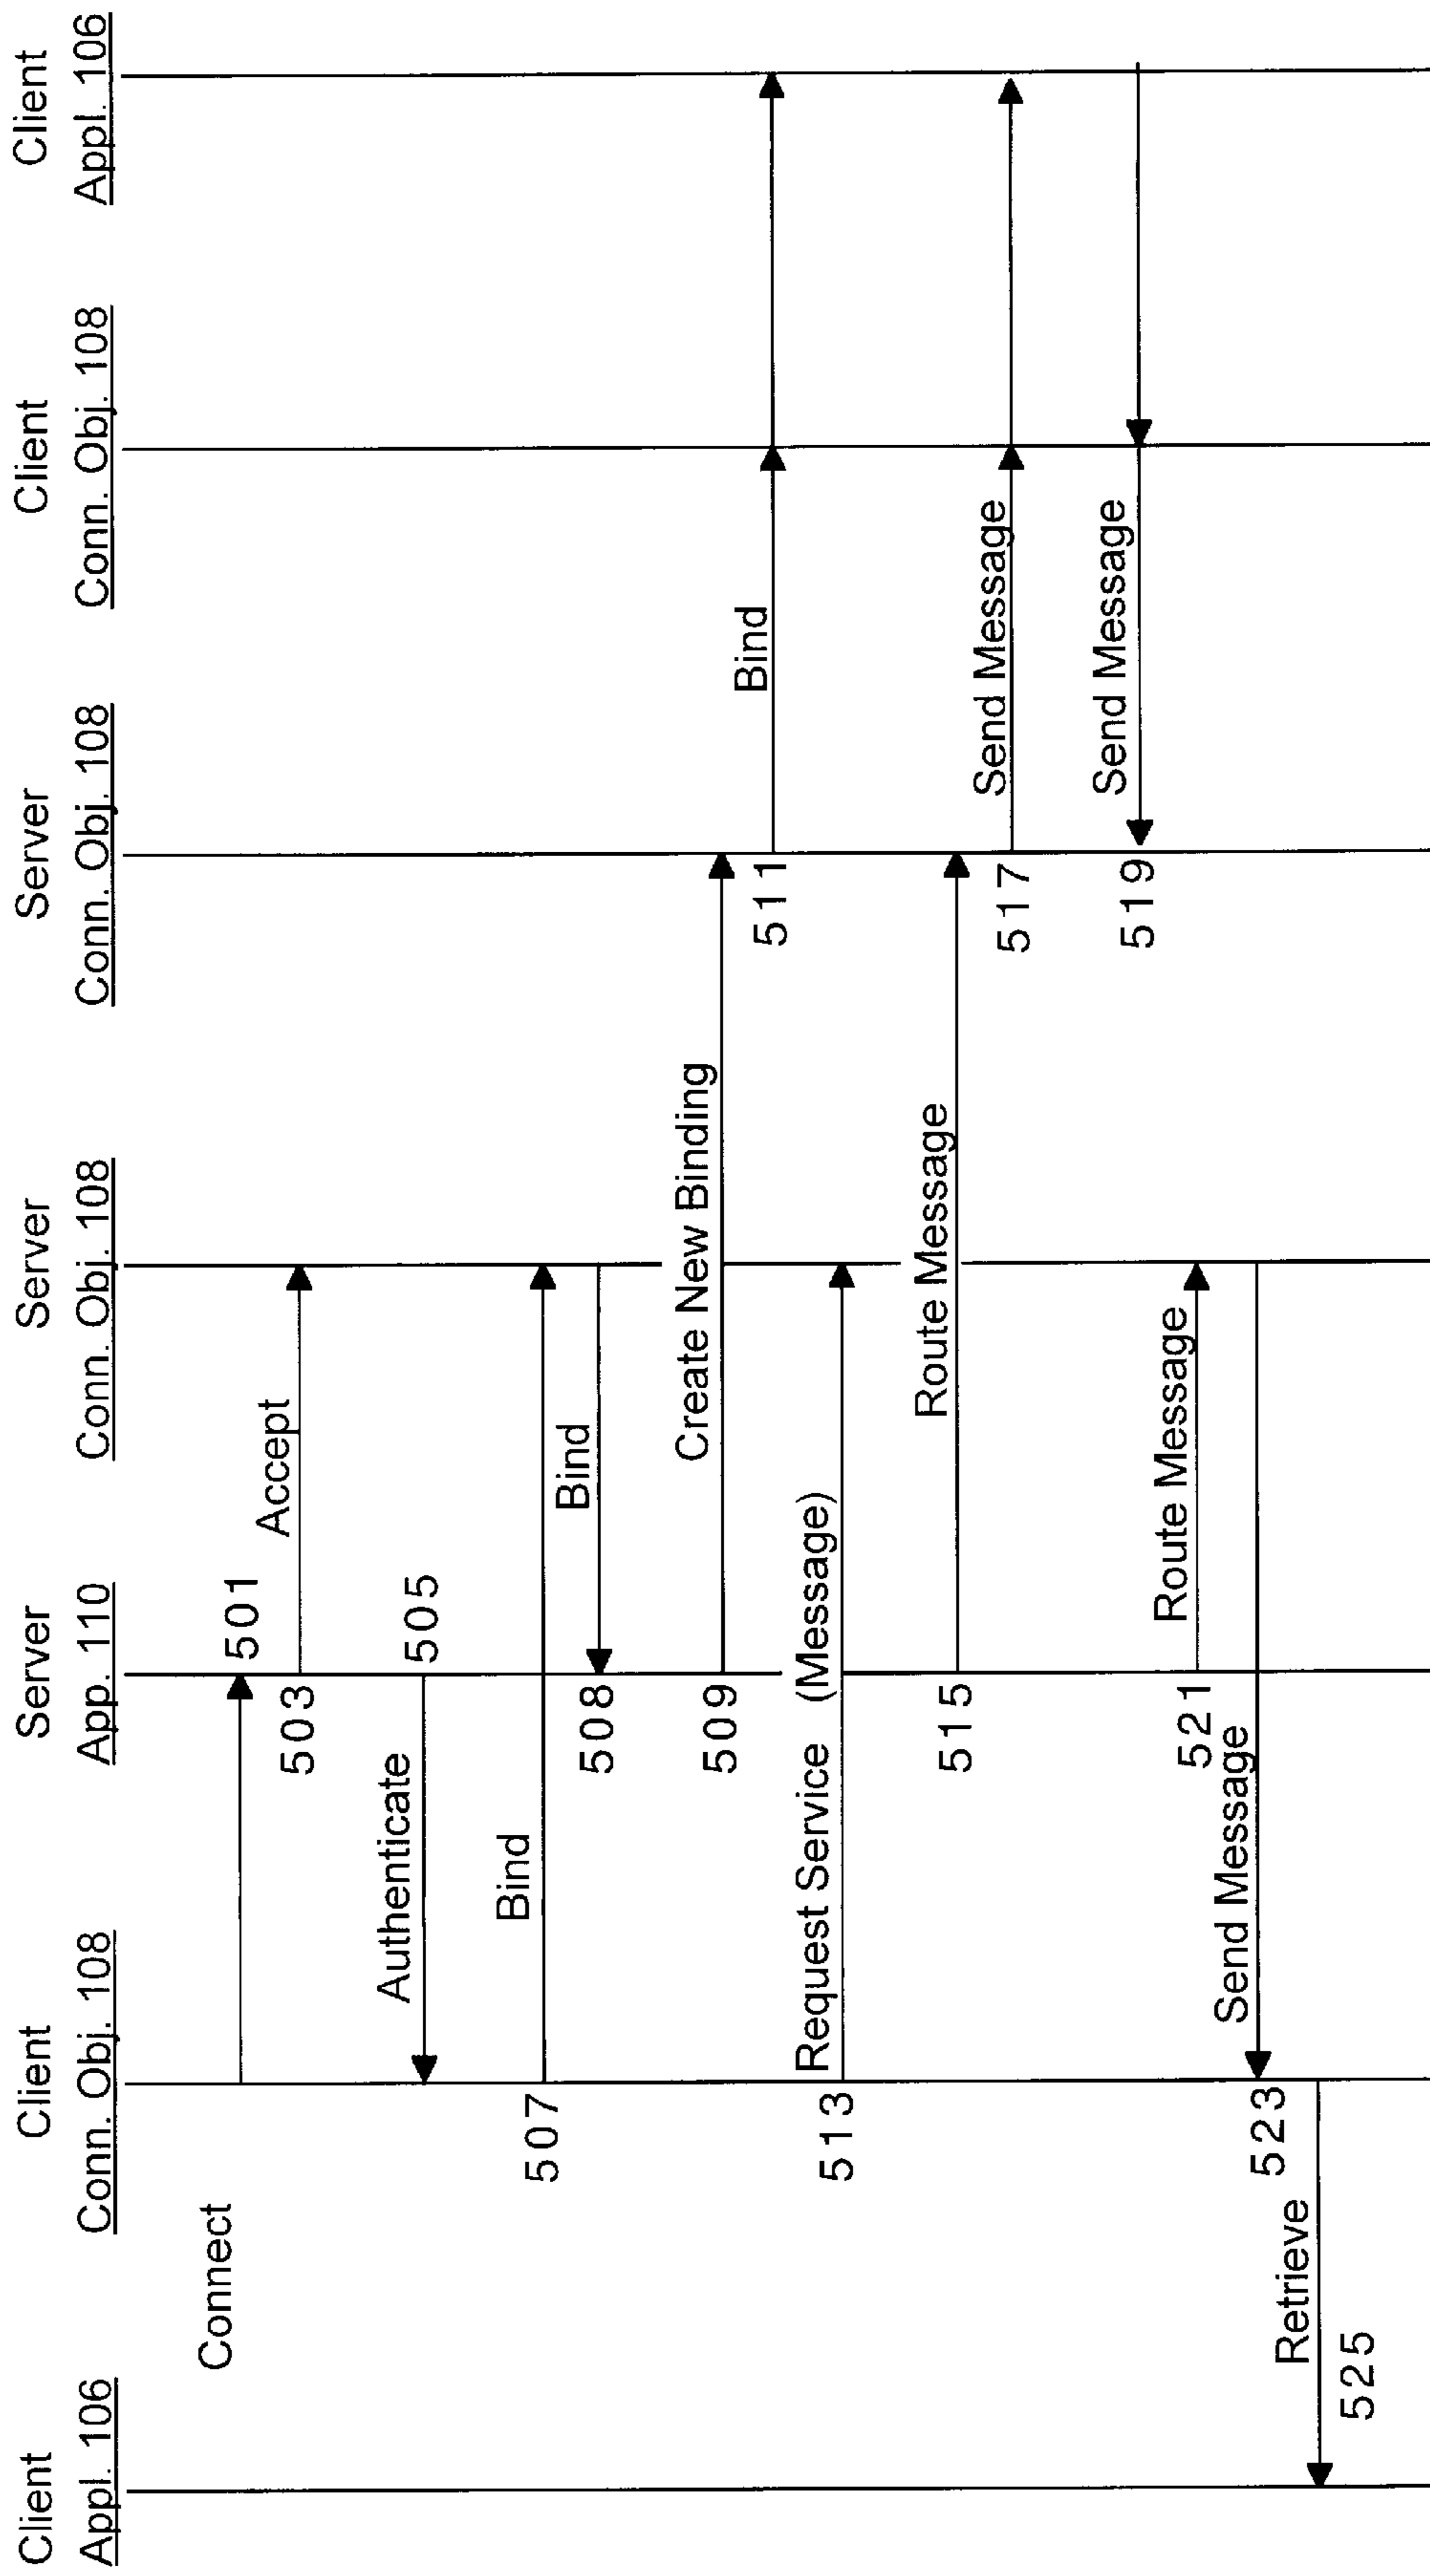 Client
Appl. 106
Client
Conn. Obj. 108
Server
App. 110
Server
Conn. Obj. 108
Server
Conn. Obj. 108
Client
Conn. Obj. 108
Client
Appl. 106
Connect
501
503
Accept
Authenticate
505
507
Bind
508
Bind
509
Create New Binding
511
Bind
513
Request Service (Message)
515
Route Message
517
Send Message
519
Send Message
521
Route Message
523
Send Message
Retrieve
525